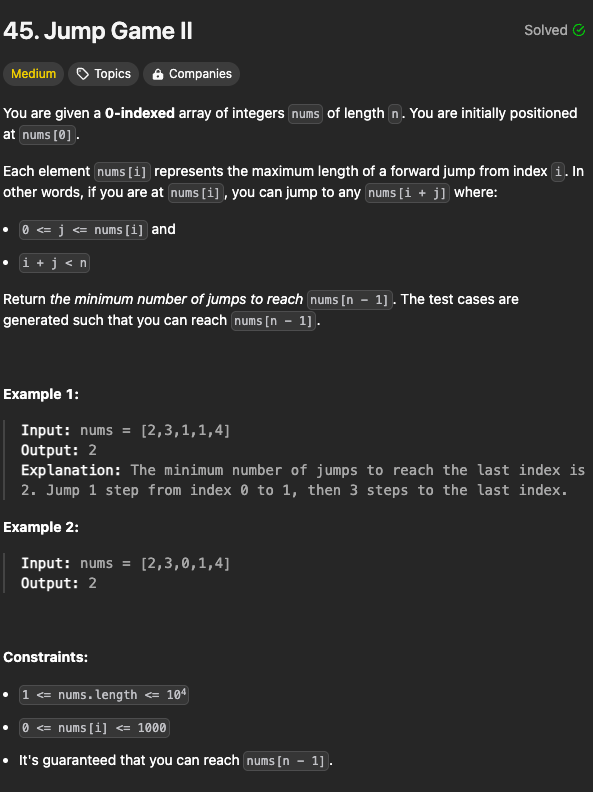 45. Jump Game II
Solved
Medium
Topics
Companies
You are given a 0-indexed array of integers nums of length n. You are initially positioned
at nums[0].
Each element nums[i] represents the maximum length of a forward jump from index i. In
other words, if you are at nums[i], you can jump to any nums[i + j] where:
• 0 <= j <= nums[i] and
• i + j < n
Return the minimum number of jumps to reach nums[n - 1]. The test cases are
generated such that you can reach nums[n - 1].
Example 1:
Input: nums = [2,3,1,1,4]
Output: 2
Explanation: The minimum number of jumps to reach the last index is
2. Jump 1 step from index 0 to 1, then 3 steps to the last index.
Example 2:
Input: nums = [2,3,0,1,4]
Output: 2
Constraints:
• 1 <= nums.length <= 10⁴
• 0 <= nums[i] <= 1000
• It's guaranteed that you can reach nums[n - 1].